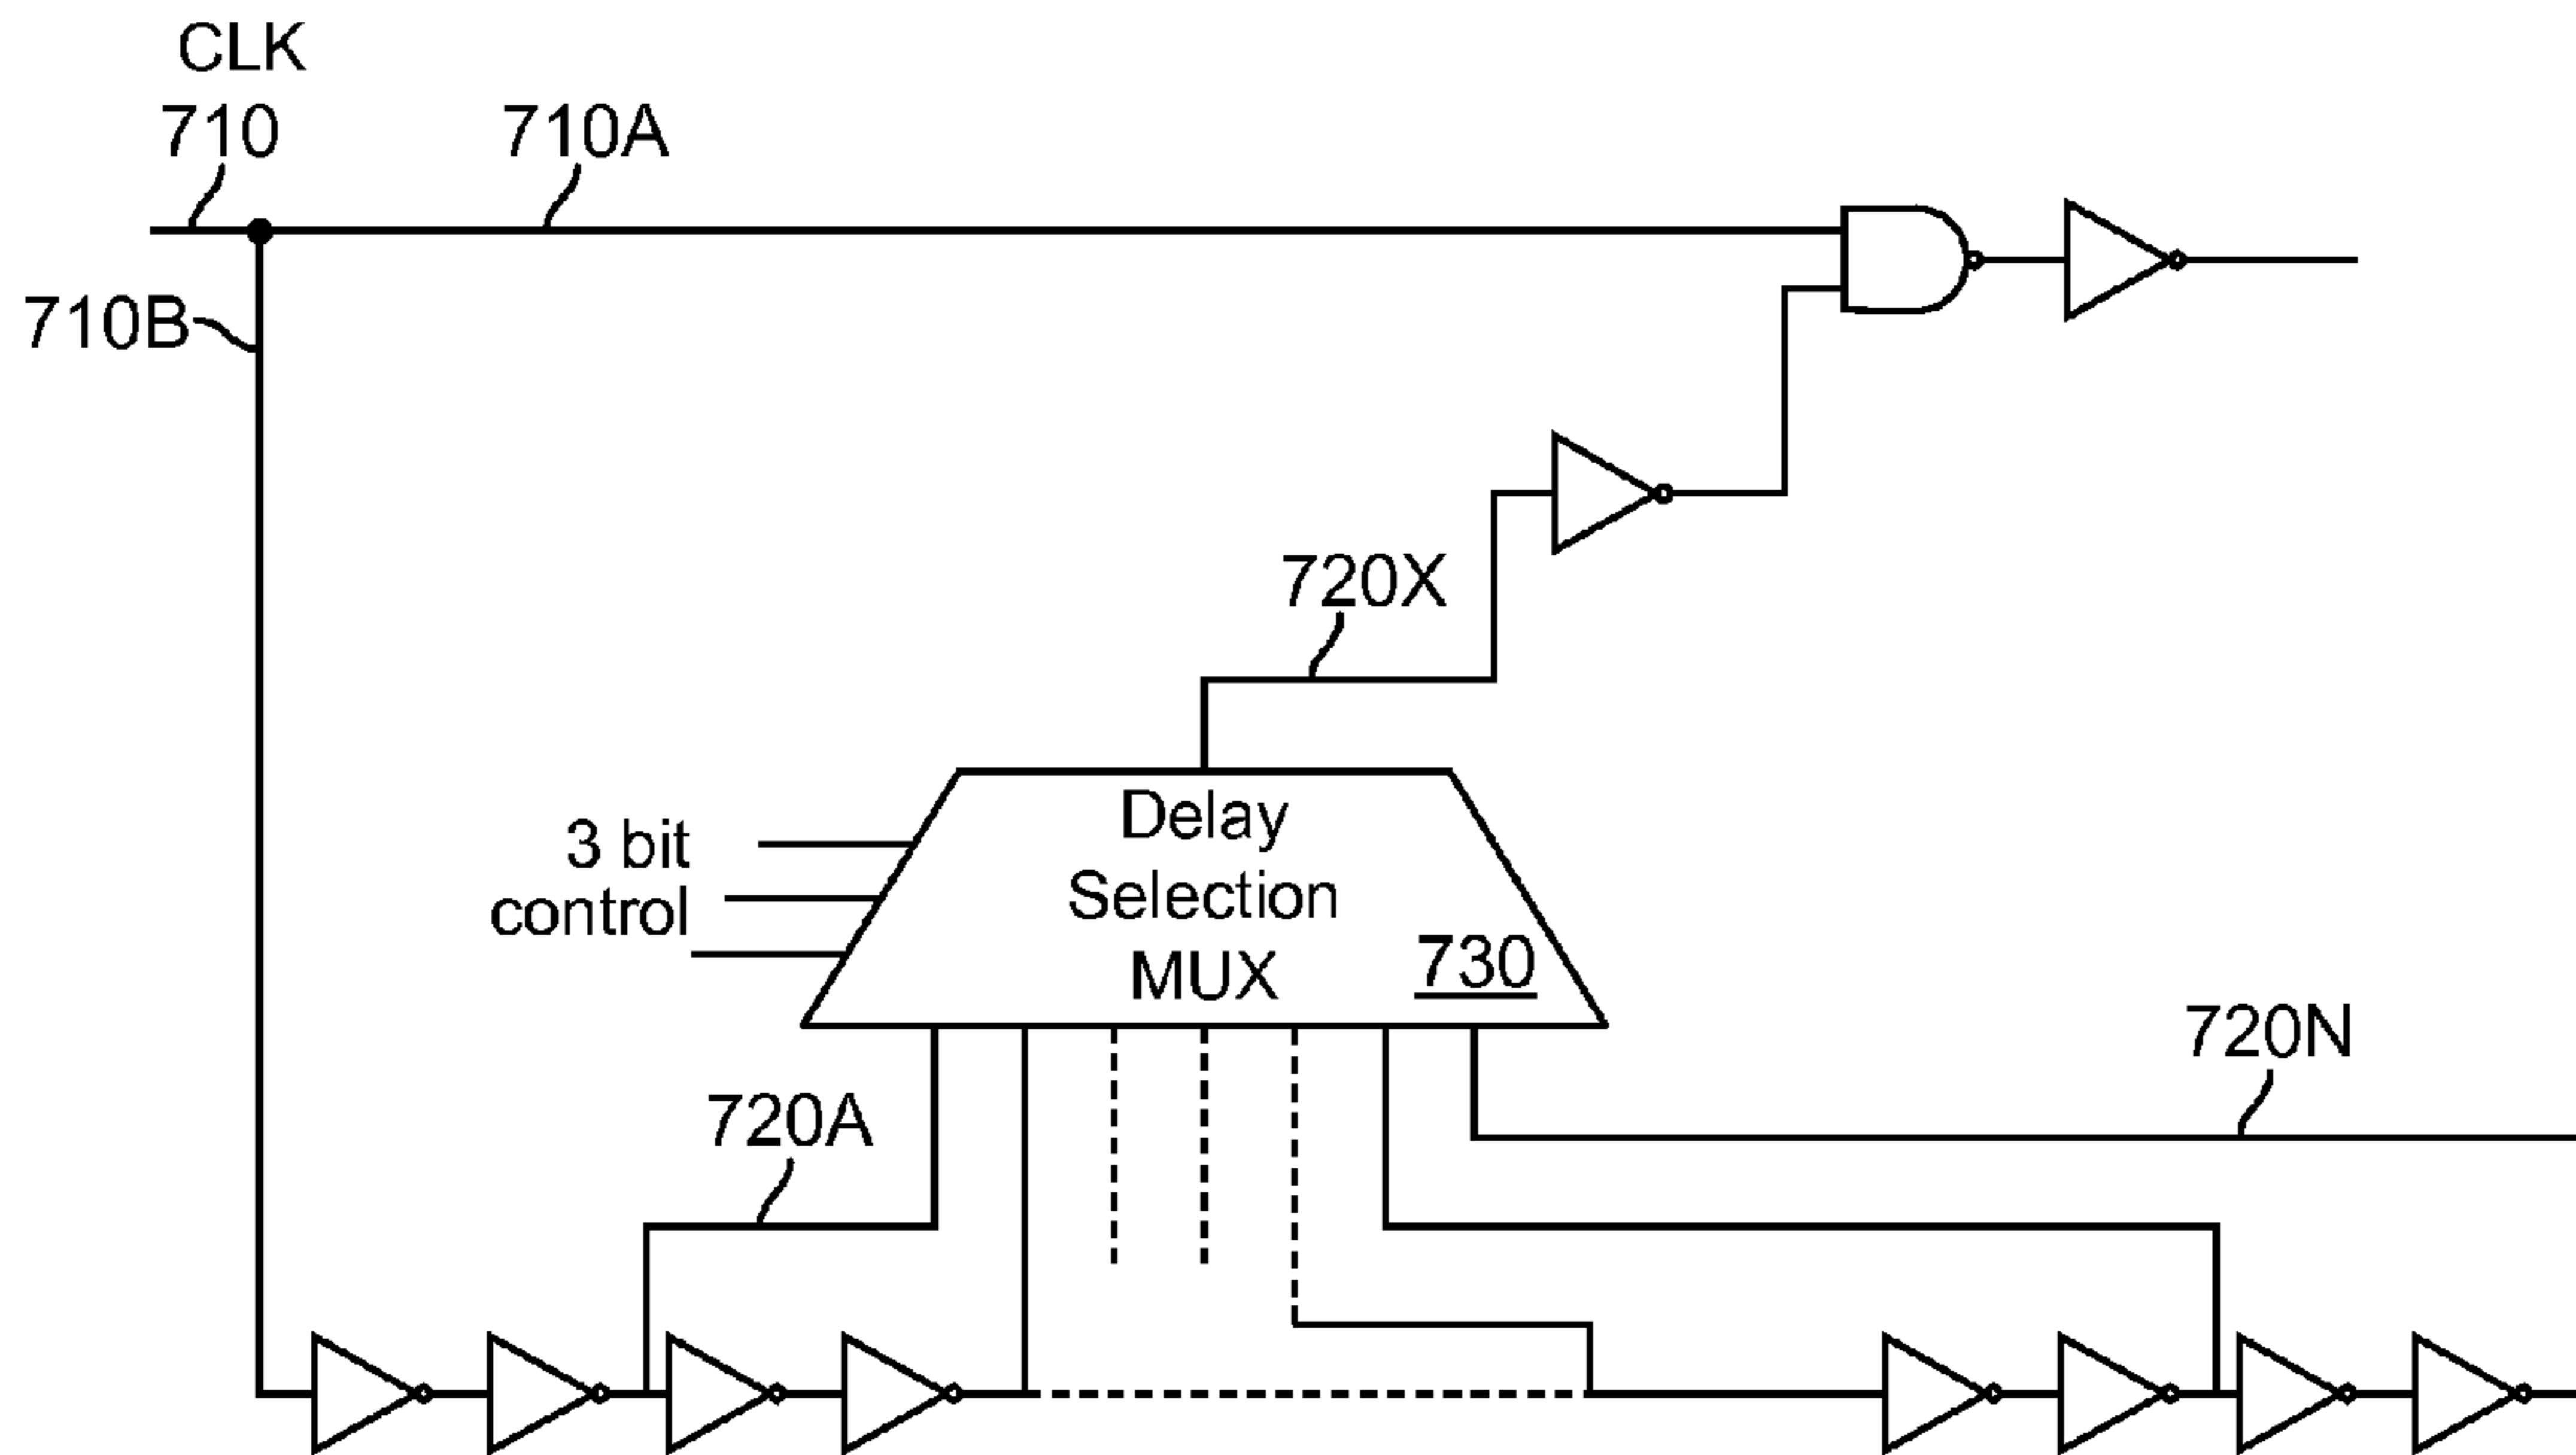 CLK
710
710A
710B
720X
3 bit
control
Delay
Selection
MUX
730
720N
720A